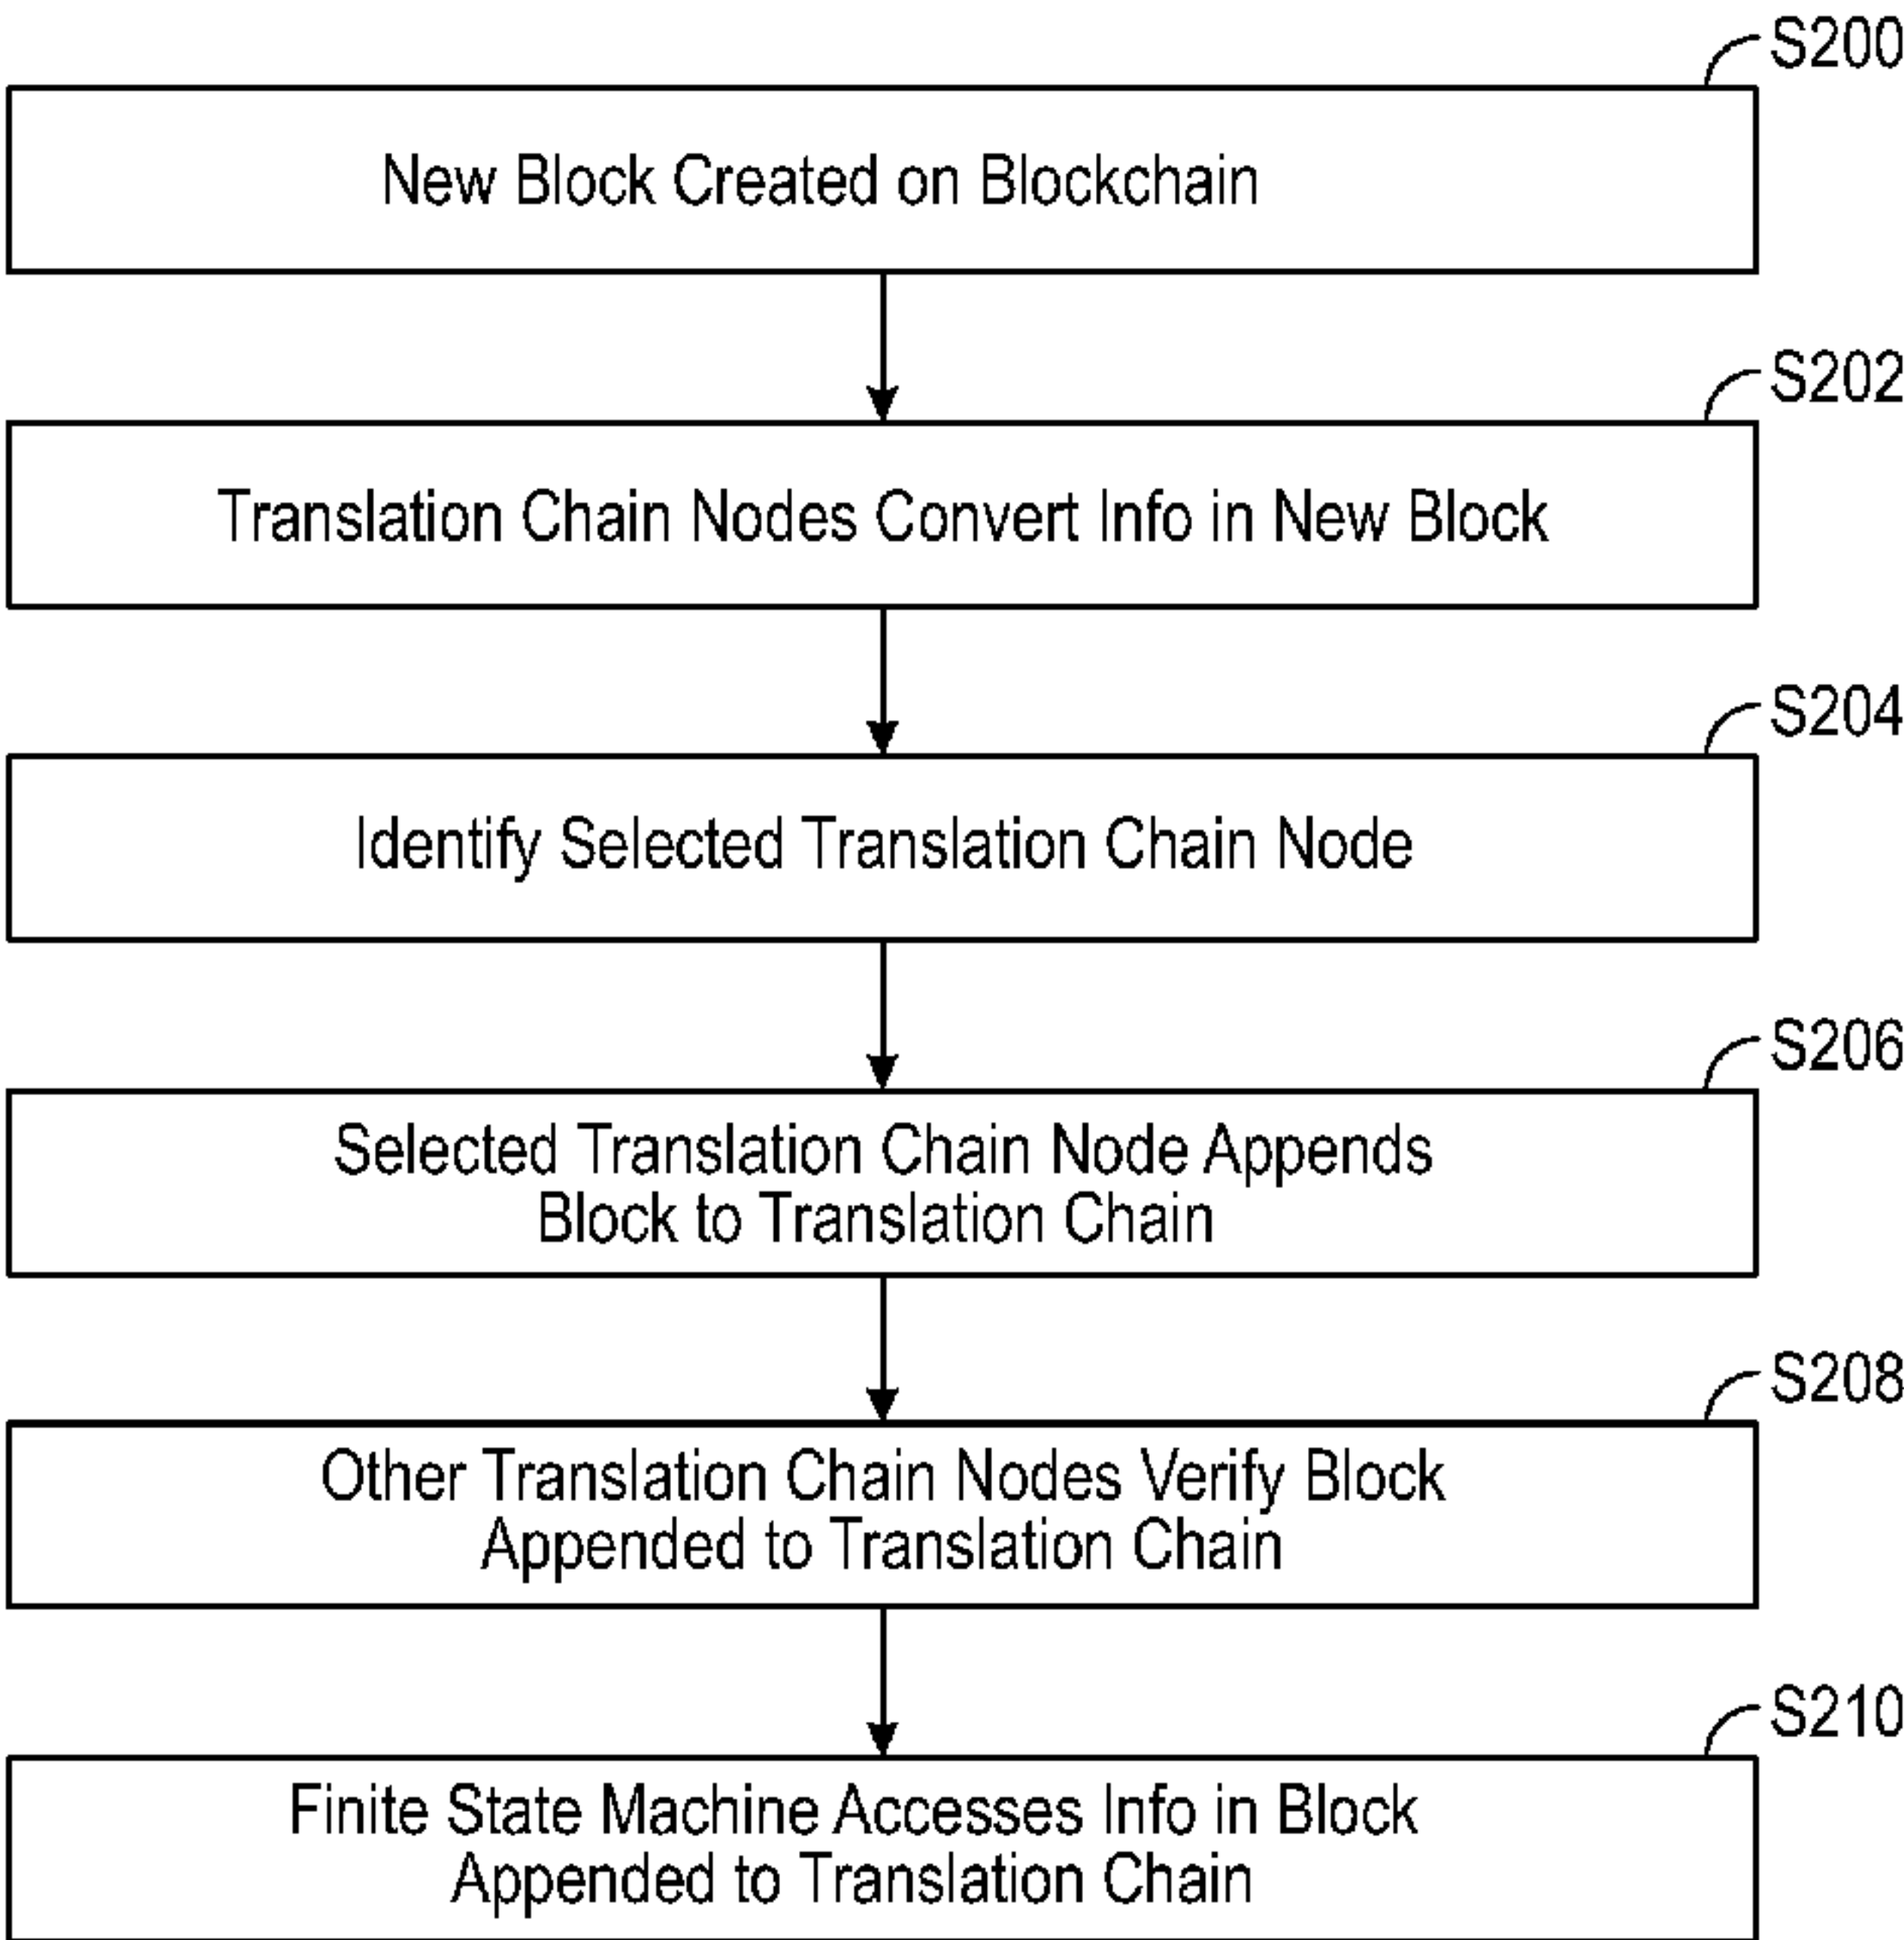 S200
New Block Created on Blockchain
S202
Translation Chain Nodes Convert Info in New Block
S204
Identify Selected Translation Chain Node
S206
Selected Translation Chain Node Appends
Block to Translation Chain
S208
Other Translation Chain Nodes Verify Block
Appended to Translation Chain
S210
Finite State Machine Accesses Info in Block
Appended to Translation Chain